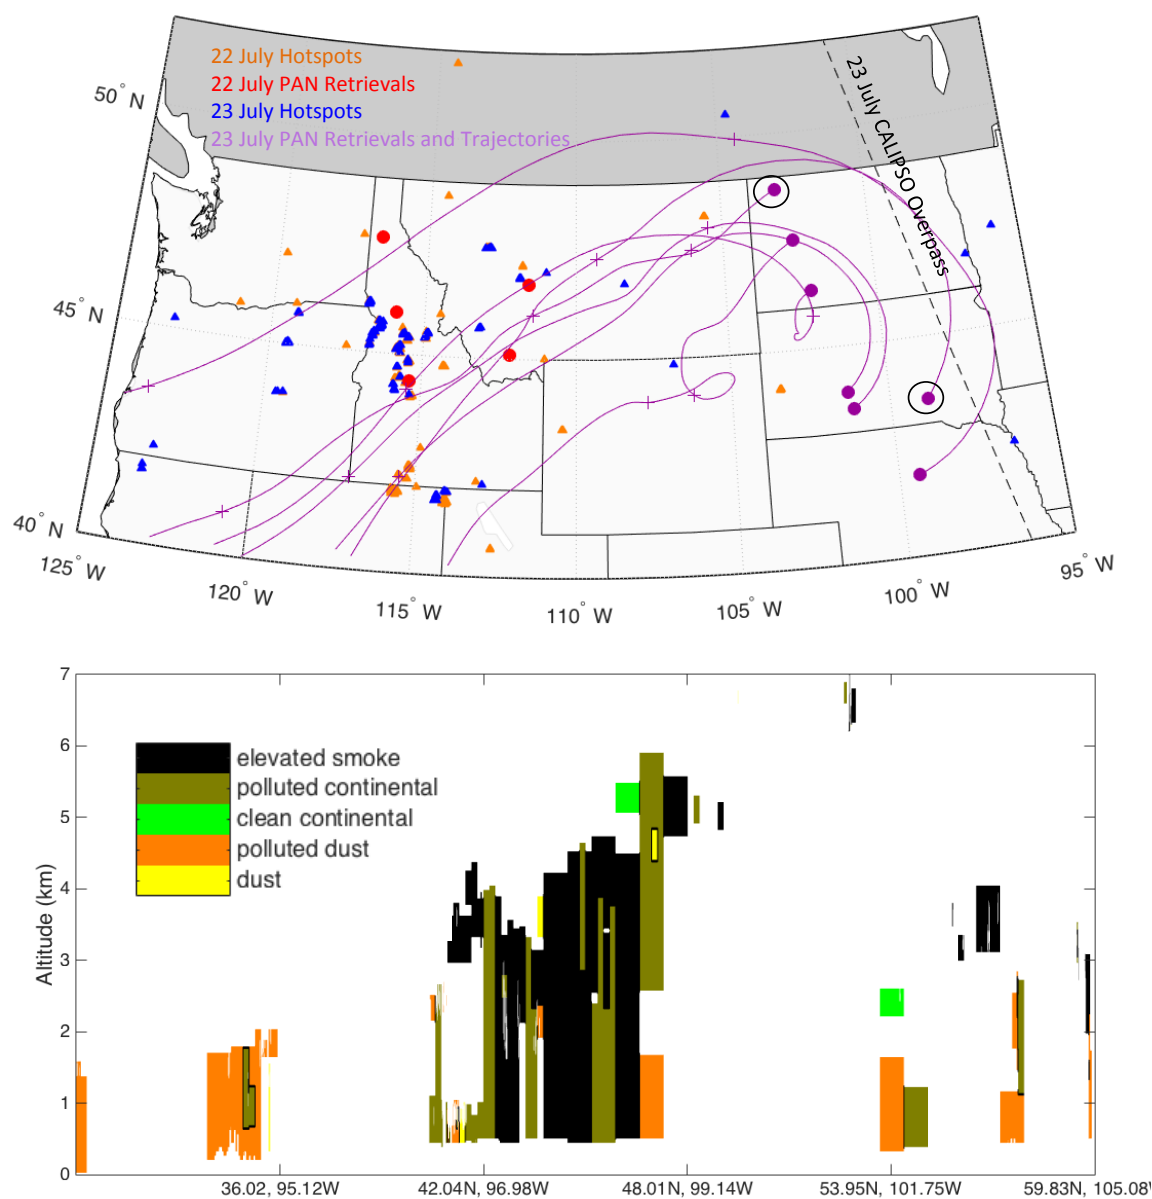 22 July Hotspots
22 July PAN Retrievals
23 July Hotspots
23 July PAN Retrievals and Trajectories
23 July CALIPSO Overpass
50° N
45° N
40° N
125° W
120° W
115° W
110° W
105° W
100° W
95° W
7
6
5
4
3
2
1
0
Altitude (km)
elevated smoke
polluted continental
clean continental
polluted dust
dust
36.02, 95.12W
42.04N, 96.98W
48.01N, 99.14W
53.95N, 101.75W
59.83N, 105.08W